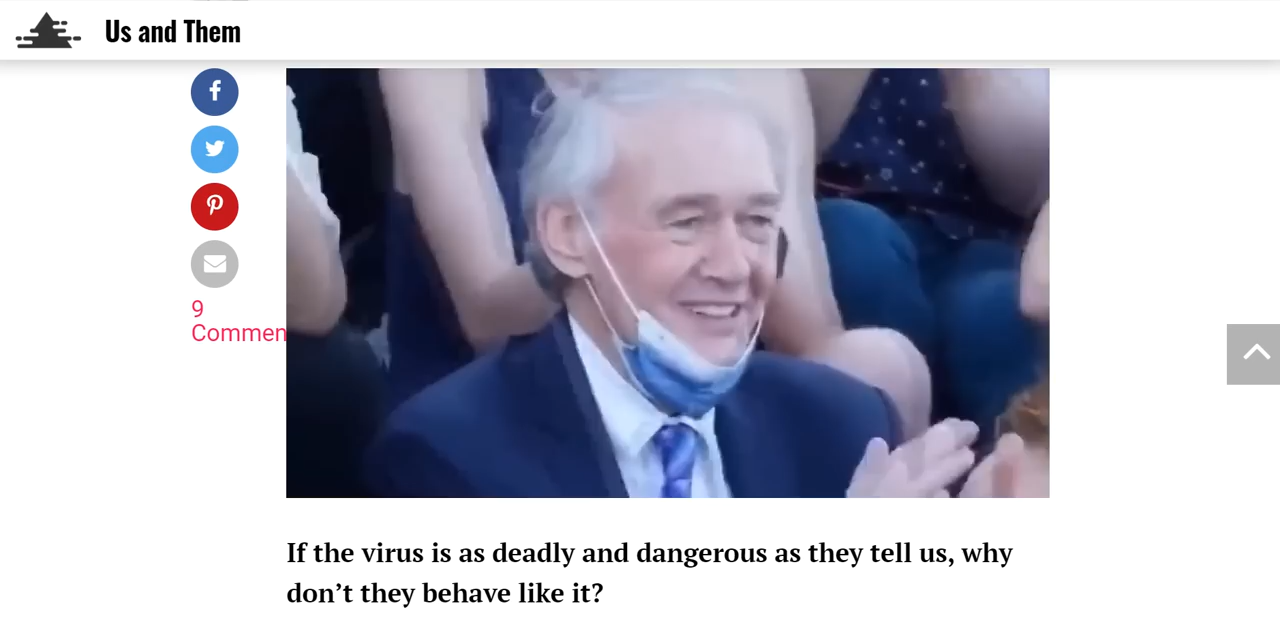 Us and Them
9
Commen
If the virus is as deadly and dangerous as they tell us, why
don’t they behave like it?